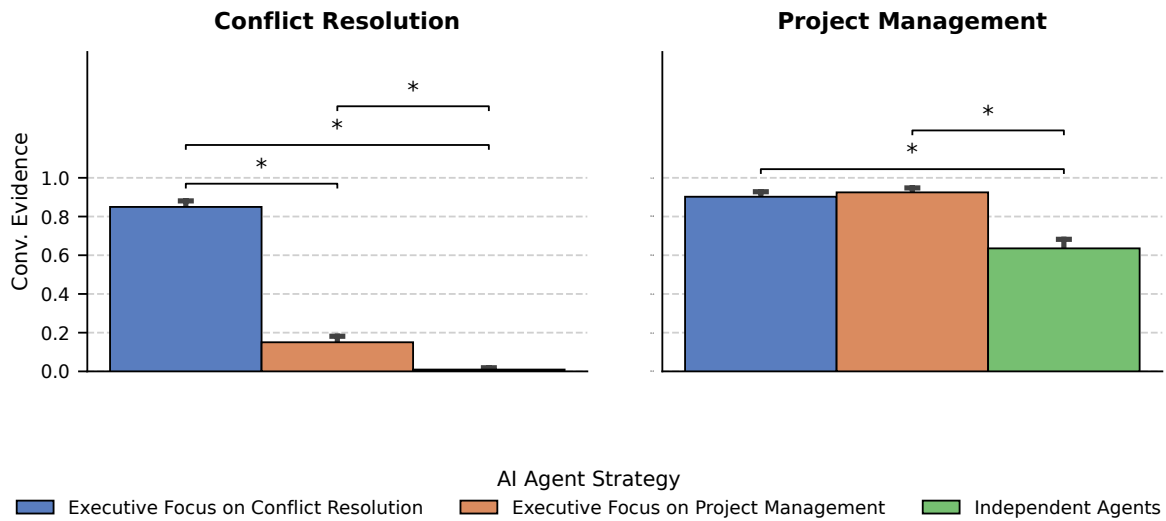 Conflict Resolution
Project Management
Conv. Evidence
1.0
0.8
0.6
0.4
0.2
0.0
*
*
*
*
*
AI Agent Strategy
Executive Focus on Conflict Resolution
Executive Focus on Project Management
Independent Agents